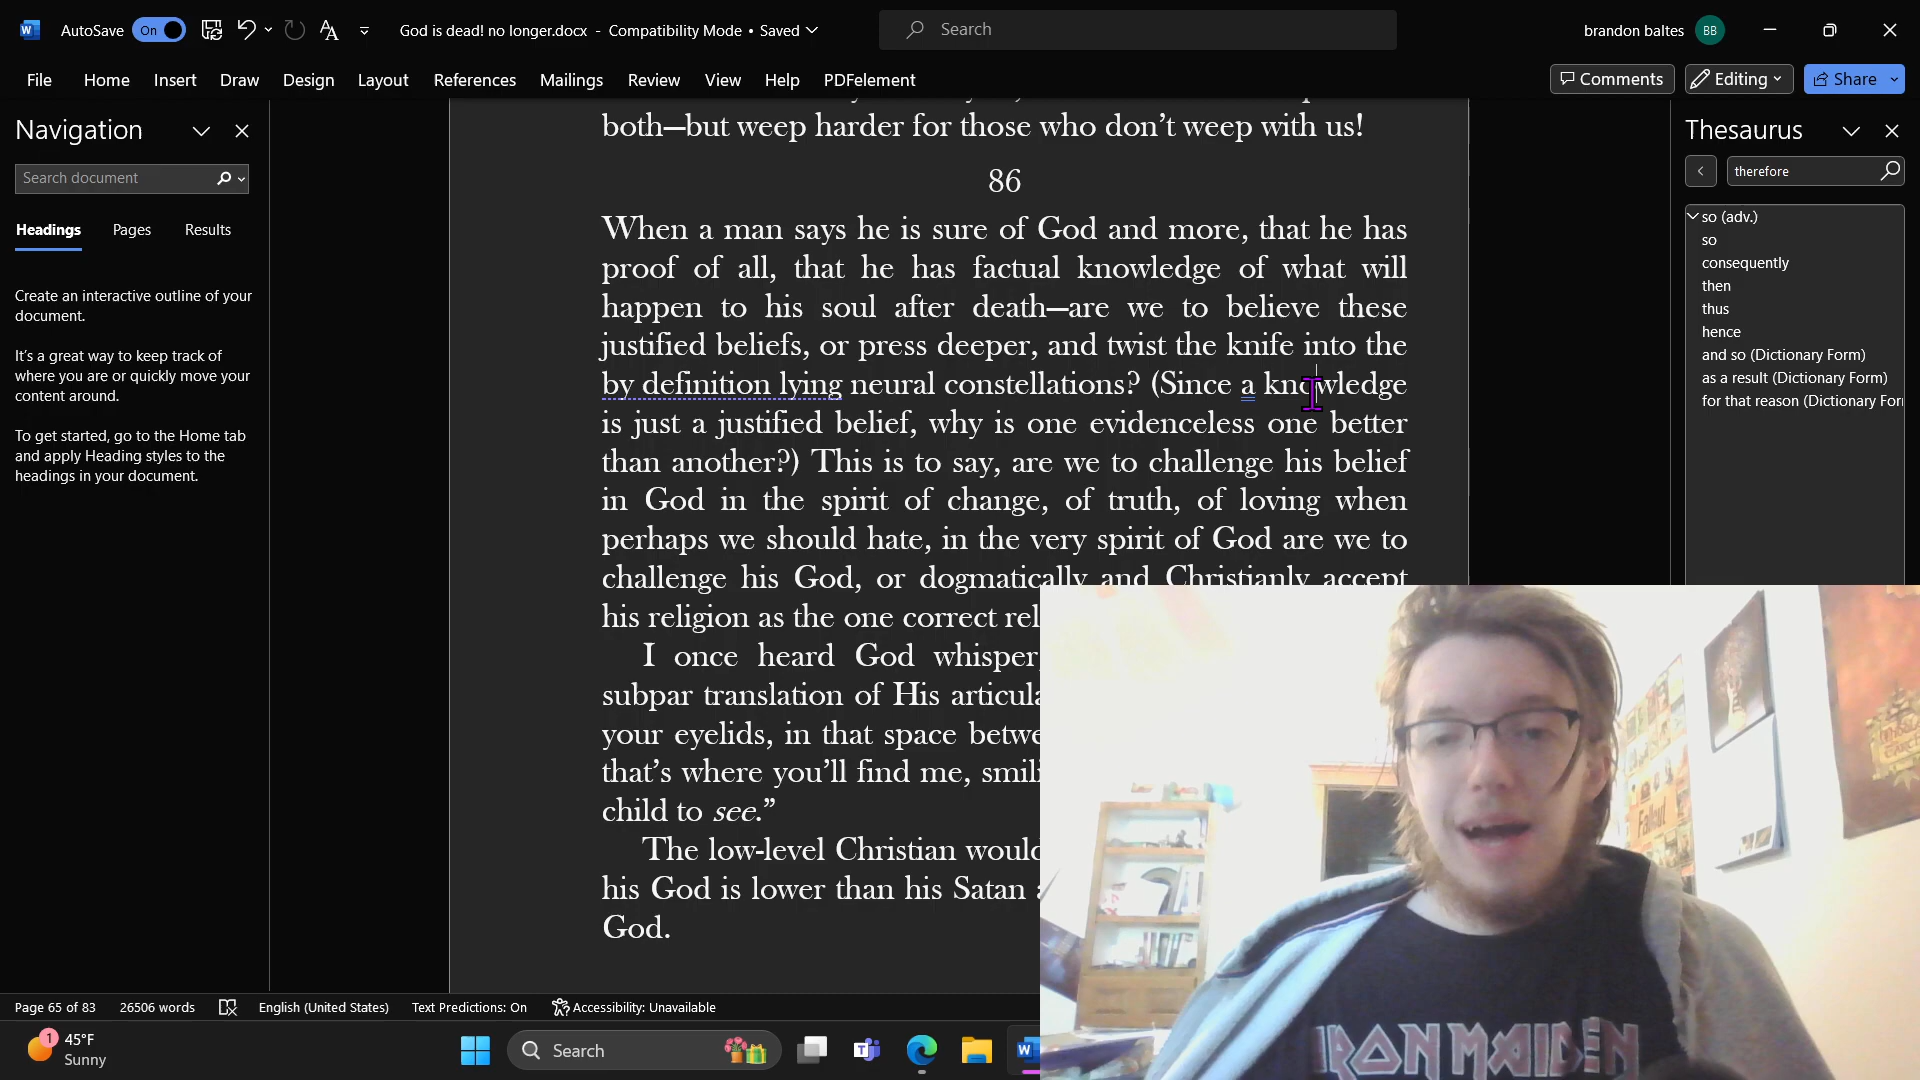 AutoSave On God is dead! no longer.docx - Compatibility Mode • Saved Search brandon baltes BB
File Home Insert Draw Design Layout References Mailings Review View Help PDFelement Comments Editing Share
Navigation
Search document
Headings Pages Results
Create an interactive outline of your
document.
It's a great way to keep track of
where you are or quickly move your
content around.
To get started, go to the Home tab
and apply Heading styles to the
headings in your document.
both—but weep harder for those who don't weep with us!
86
When a man says he is sure of God and more, that he has
proof of all, that he has factual knowledge of what will
happen to his soul after death—are we to believe these
justified beliefs, or press deeper, and twist the knife into the
by definition lying neural constellations? (Since a knowledge
is just a justified belief, why is one evidenceless one better
than another?) This is to say, are we to challenge his belief
in God in the spirit of change, of truth, of loving when
perhaps we should hate, in the very spirit of God are we to
challenge his God, or dogmatically and Christianly accept
his religion as the one correct
I once heard God whisper,
subpar translation of His
your eyelids, in that space
that's where you'll find me,
child to see."
The low-level Christian would
his God is lower than his Satan
God.
Thesaurus
therefore
so (adv.)
so
consequently
then
thus
hence
and so (Dictionary Form)
as a result (Dictionary Form)
for that reason (Dictionary
Fallout
IRON MAIDEN
Page 65 of 83 26506 words English (United States) Text Predictions: On Accessibility: Unavailable
1
45°F
Sunny
Search